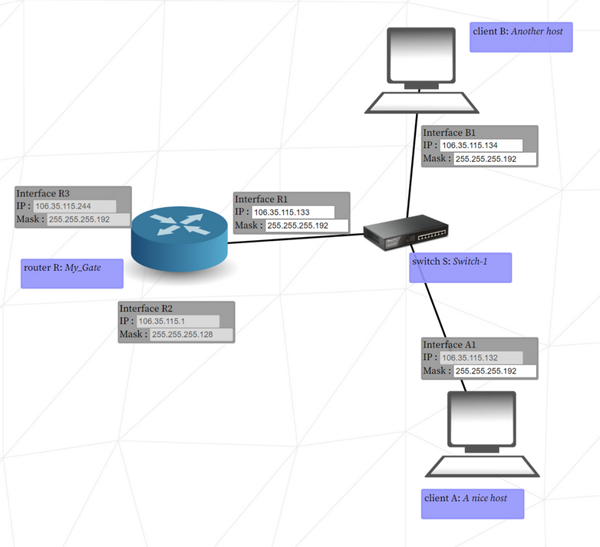 client B: Another host
Interface B1
IP : 106.35.115.134
Mask : 255.255.255.192
Interface R3
IP : 106.35.115.244
Mask : 255.255.255.192
Interface R1
IP : 106.35.115.133
Mask : 255.255.255.192
router R: My_Gate
switch S: Switch-1
Interface R2
IP : 106.35.115.1
Mask : 255.255.255.128
Interface A1
IP : 106.35.115.132
Mask : 255.255.255.192
client A: A nice host